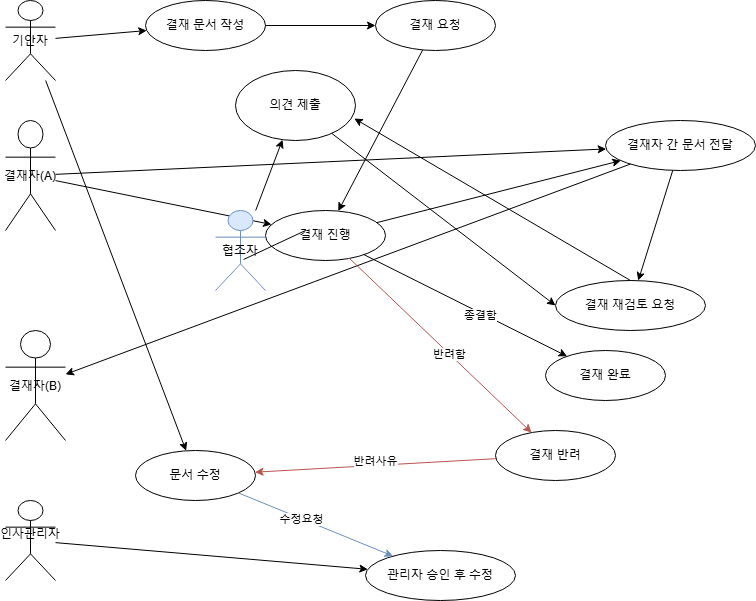 기안자
결재 문서 작성
결재 요청
의견 제출
결재자(A)
결재자 간 문서 전달
협조자
결재 진행
결재 재검토 요청
종결함
반려함
결재자(B)
결재 완료
반려사유
결재 반려
문서 수정
수정요청
인사관리자
관리자 승인 후 수정